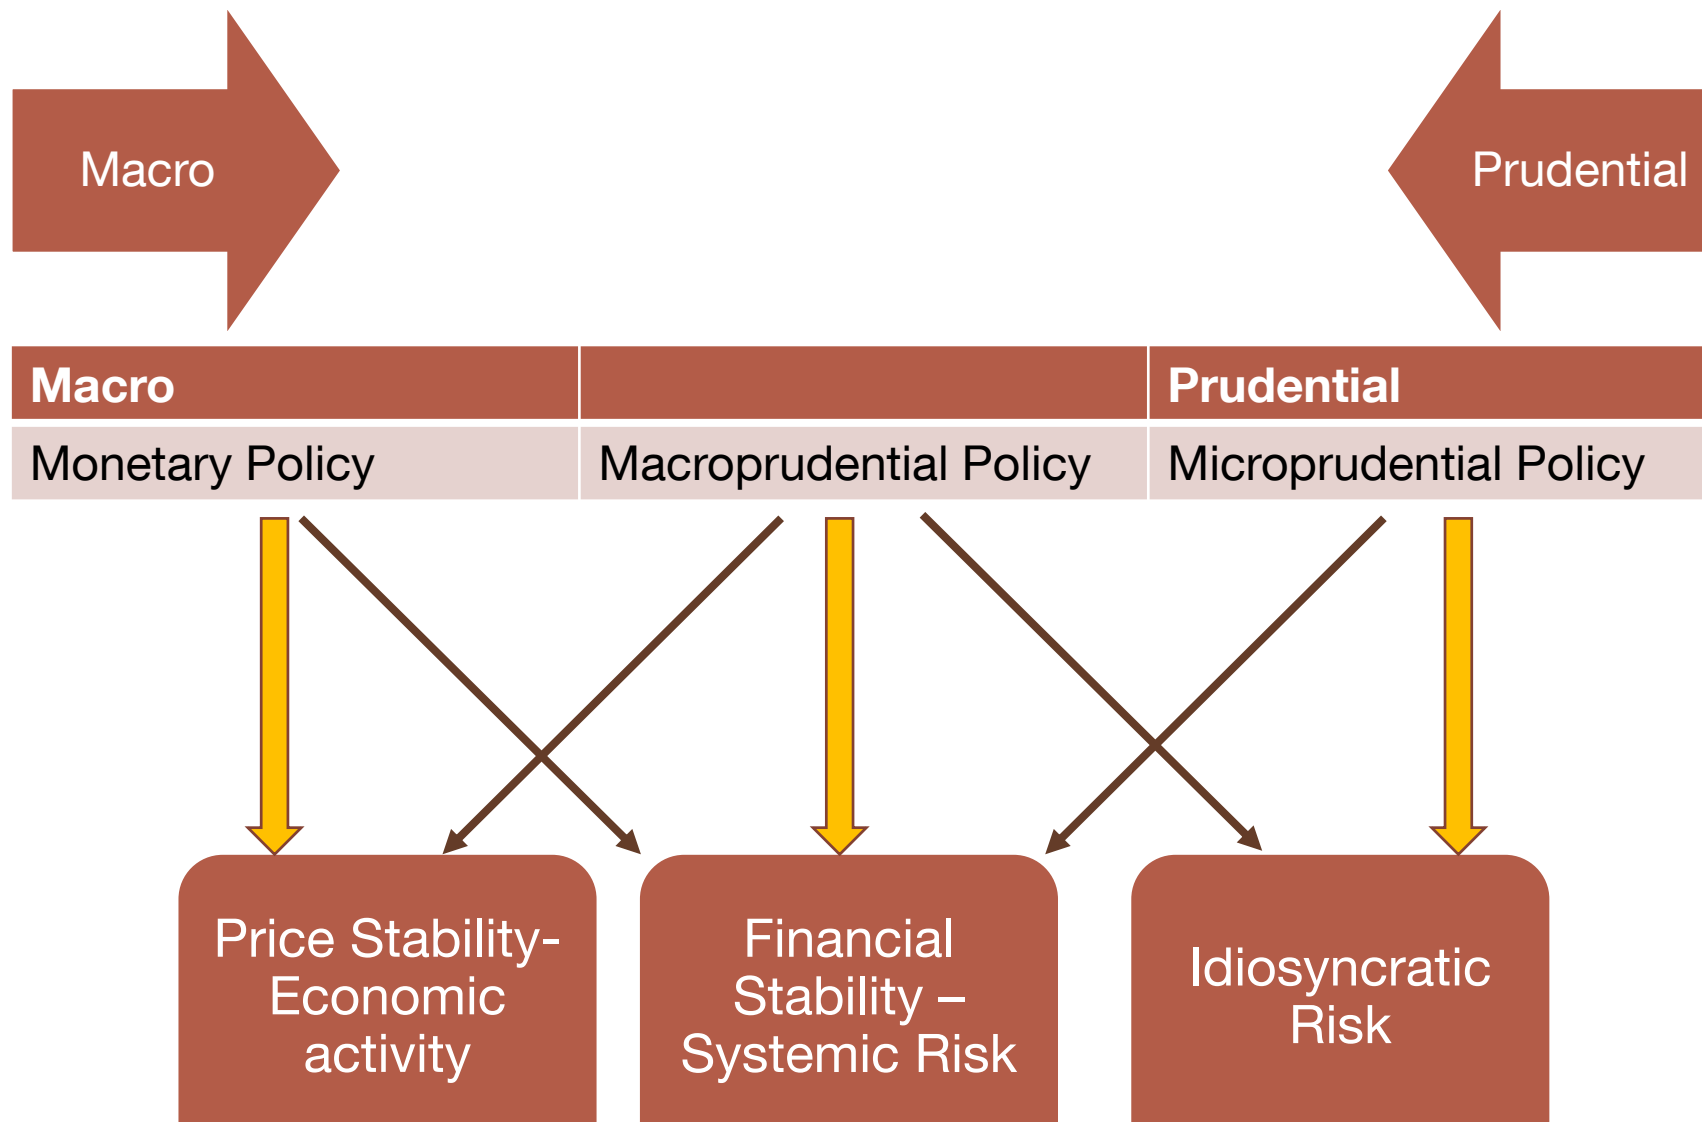 Macro
Prudential
Macro
Prudential
Monetary Policy
Macroprudential Policy
Microprudential Policy
Price Stability-
Economic
activity
Financial
Stability –
Systemic Risk
Idiosyncratic
Risk